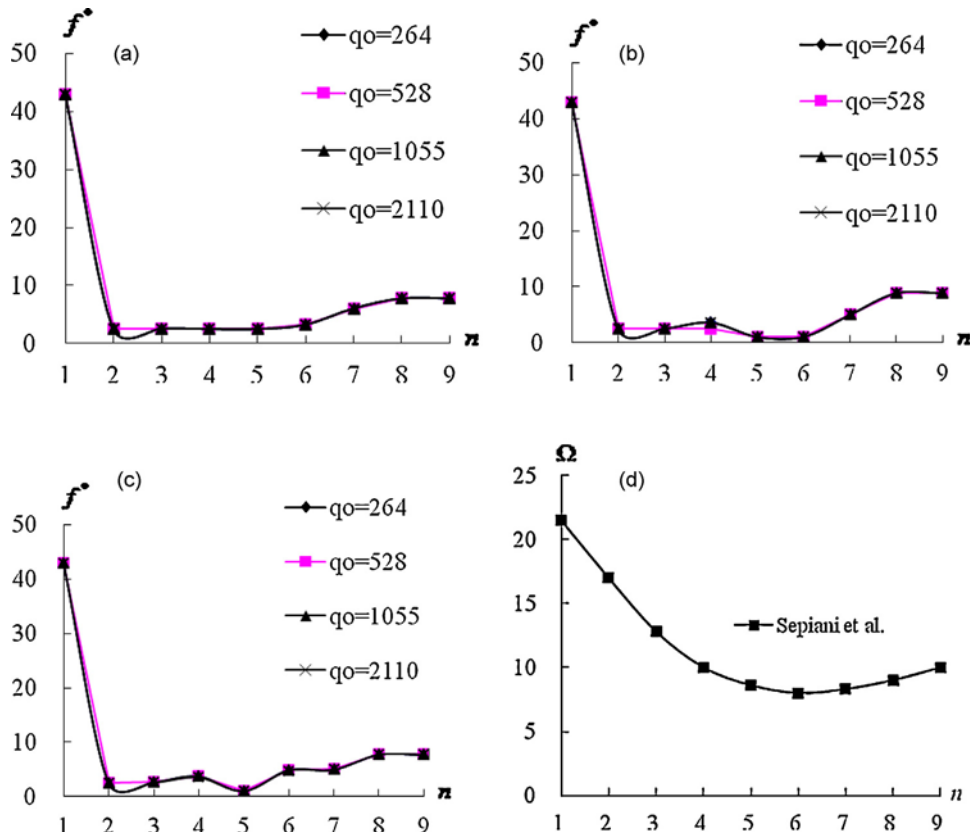 f* (a)
qo=264
qo=528
qo=1055
qo=2110
50
40
30
20
10
0
1 2 3 4 5 6 7 8 9 n
f* (b)
qo=264
qo=528
qo=1055
qo=2110
50
40
30
20
10
0
1 2 3 4 5 6 7 8 9 n
f* (c)
qo=264
qo=528
qo=1055
qo=2110
50
40
30
20
10
0
1 2 3 4 5 6 7 8 9 n
Ω (d)
Sepiani et al.
25
20
15
10
5
0
1 2 3 4 5 6 7 8 9 n